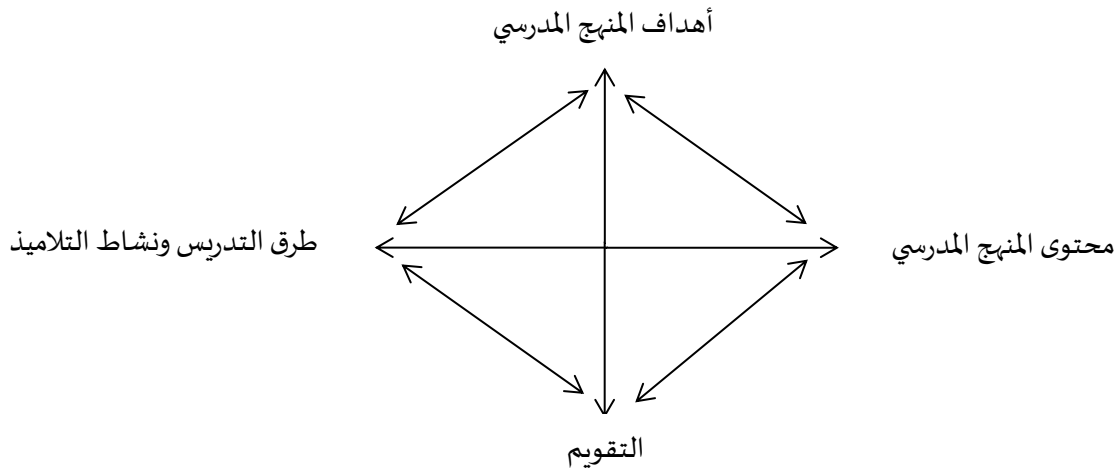 أهداف المنهج المدرسي
محتوى المنهج المدرسي
طرق التدريس ونشاط التلاميذ
التقويم